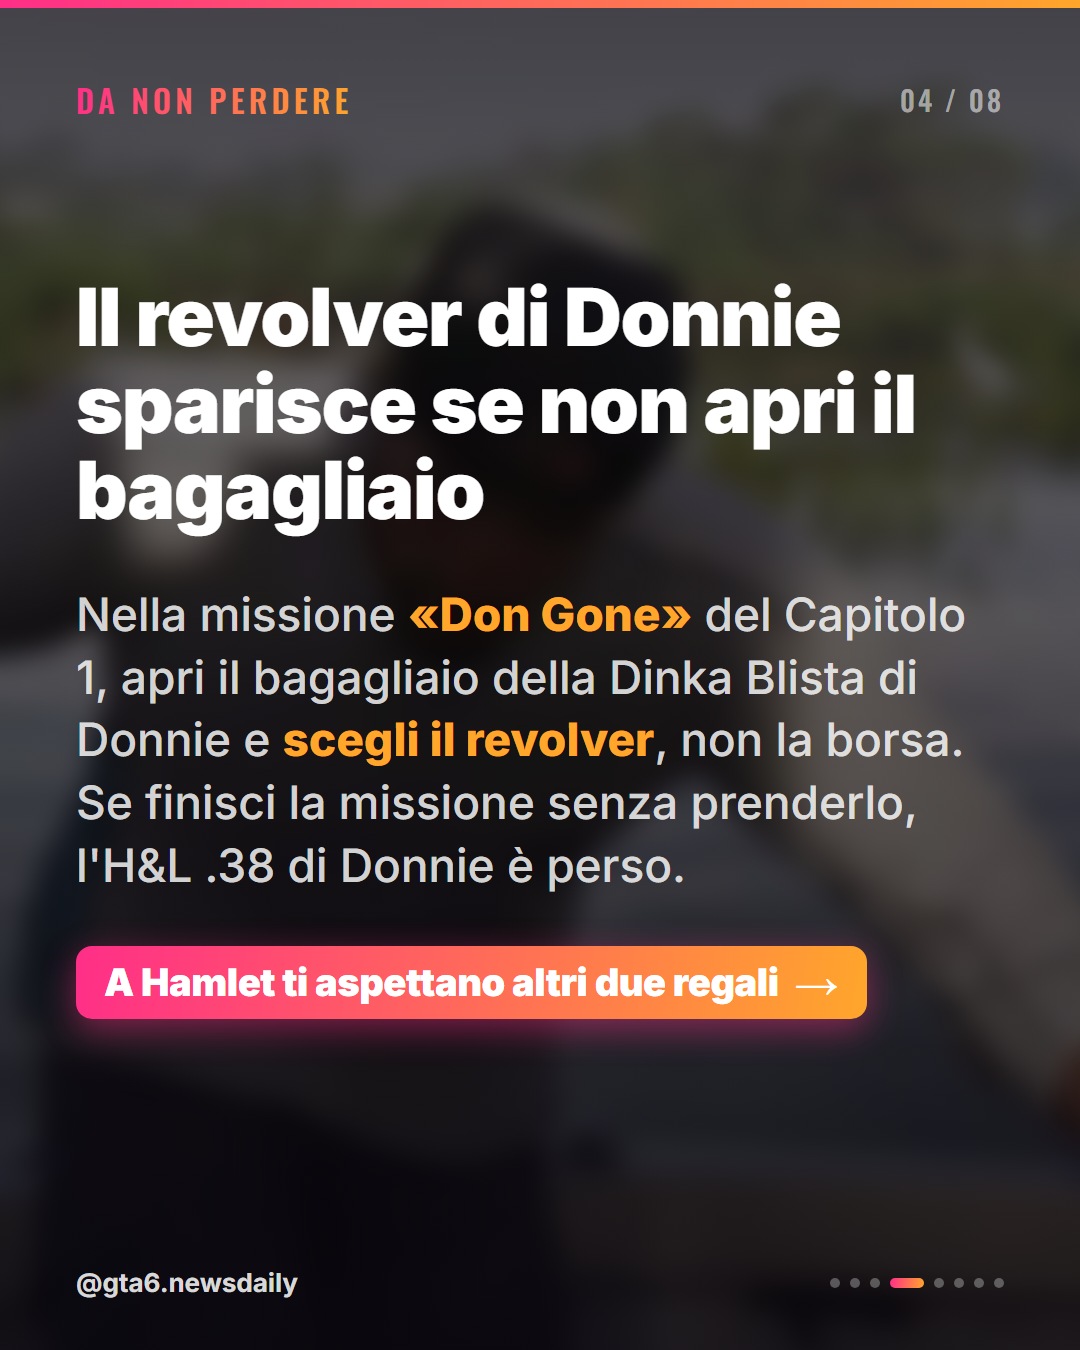 DA NON PERDERE
04 / 08
Il revolver di Donnie
sparisce se non apri il
bagagliaio
Nella missione «Don Gone» del Capitolo
1, apri il bagagliaio della Dinka Blista di
Donnie e scegli il revolver, non la borsa.
Se finisci la missione senza prenderlo,
l'H&L .38 di Donnie è perso.
A Hamlet ti aspettano altri due regali →
@gta6.newsdaily